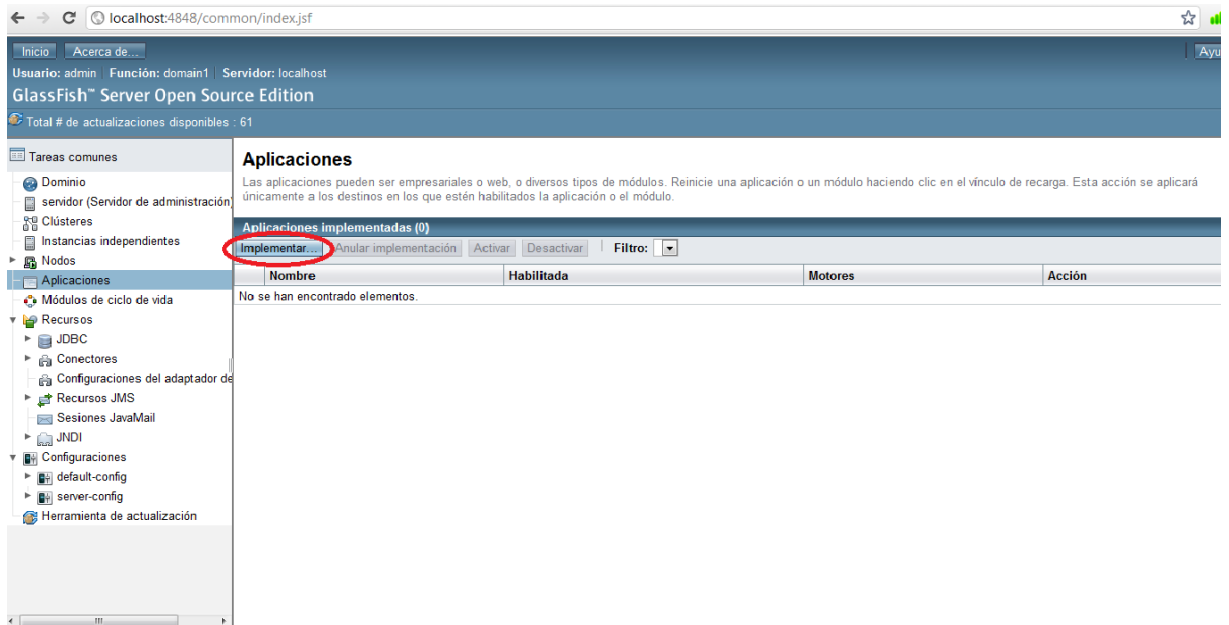 localhost:4848/common/index.jsf
Inicio Acerca de... Ayu
Usuario: admin Función: domain1 Servidor: localhost
GlassFish™ Server Open Source Edition
Total # de actualizaciones disponibles : 61
Tareas comunes
Dominio
servidor (Servidor de administración)
Clústeres
Instancias independientes
Nodos
Aplicaciones
Módulos de ciclo de vida
Recursos
JDBC
Conectores
Configuraciones del adaptador de
Recursos JMS
Sesiones JavaMail
JNDI
Configuraciones
default-config
server-config
Herramienta de actualización
Aplicaciones
Las aplicaciones pueden ser empresariales o web, o diversos tipos de módulos. Reinicie una aplicación o un módulo haciendo clic en el vínculo de recarga. Esta acción se aplicará
únicamente a los destinos en los que estén habilitados la aplicación o el módulo.
Aplicaciones implementadas (0)
Implementar... Anular implementación Activar Desactivar Filtro:
Nombre Habilitada Motores Acción
No se han encontrado elementos.